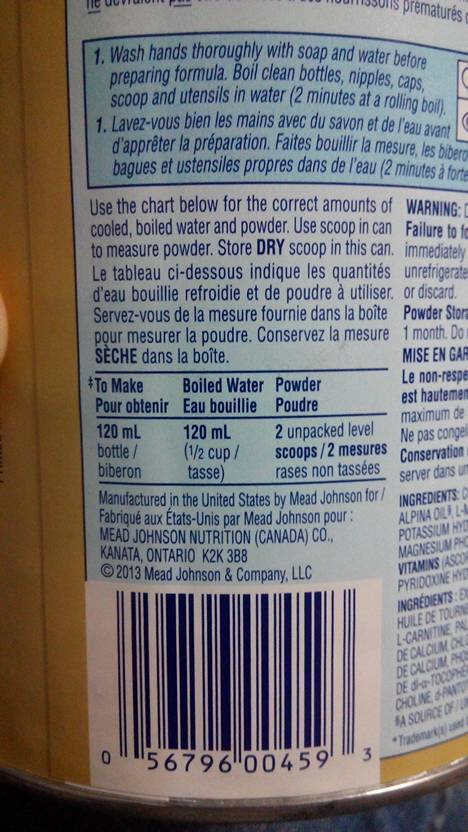 prématurés
1. Wash hands thoroughly with soap and water before
preparing formula. Boil clean bottles, nipples, caps,
scoop and utensils in water (2 minutes at a rolling boil).
1. Lavez-vous bien les mains avec du savon et de l'eau avant
d'apprêter la préparation. Faites bouillir la mesure, les
bagues et ustensiles propres dans de l'eau (2 minutes à forte
Use the chart below for the correct amounts of
cooled, boiled water and powder. Use scoop in can
to measure powder. Store DRY scoop in this can.
Le tableau ci-dessous indique les quantités
d'eau bouillie refroidie et de poudre à utiliser.
Servez-vous de la mesure fournie dans la boîte
pour mesurer la poudre. Conservez la mesure
SÈCHE dans la boîte.
‡To Make Boiled Water Powder
Pour obtenir Eau bouillie Poudre
120 mL 120 mL 2 unpacked level
bottle / (1/2 cup / scoops / 2 mesures
biberon tasse) rases non tassées
Manufactured in the United States by Mead Johnson for /
Fabriqué aux États-Unis par Mead Johnson pour :
MEAD JOHNSON NUTRITION (CANADA) CO.,
KANATA, ONTARIO K2K 3B8
© 2013 Mead Johnson & Company, LLC
0 56796 00459 3
WARNING:
Failure to
immediately
or discard.
Powder
1 month. Do
MISE EN
Le
est
maximum de
Ne pas
Conservation
server dans
INGREDIENTS:
ALPINA OIL
POTASSIUM
MAGNESIUM
VITAMINS
PYRIDOXINE
INGRÉDIENTS :
HUILE DE
L-CARNITINE,
DE CALCIUM,
DE CALCIUM,
DE
CHOLINE,
A SOURCE OF